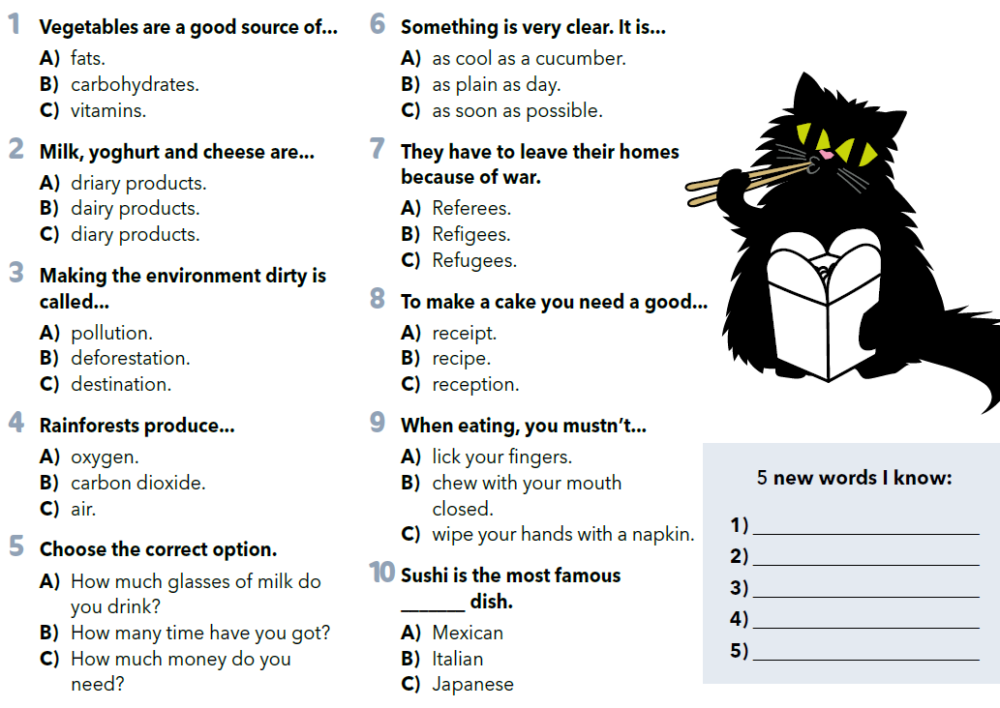 1 Vegetables are a good source of...
A) fats.
B) carbohydrates.
C) vitamins.
2 Milk, yoghurt and cheese are...
A) driary products.
B) dairy products.
C) diary products.
3 Making the environment dirty is
called...
A) pollution.
B) deforestation.
C) destination.
4 Rainforests produce...
A) oxygen.
B) carbon dioxide.
C) air.
5 Choose the correct option.
A) How much glasses of milk do
you drink?
B) How many time have you got?
C) How much money do you
need?
6 Something is very clear. It is...
A) as cool as a cucumber.
B) as plain as day.
C) as soon as possible.
7 They have to leave their homes
because of war.
A) Referees.
B) Refigees.
C) Refugees.
8 To make a cake you need a good...
A) receipt.
B) recipe.
C) reception.
9 When eating, you mustn't...
A) lick your fingers.
B) chew with your mouth
closed.
C) wipe your hands with a napkin.
10 Sushi is the most famous
_______ dish.
A) Mexican
B) Italian
C) Japanese
5 new words I know:
1) ____________________
2) ____________________
3) ____________________
4) ____________________
5) ____________________